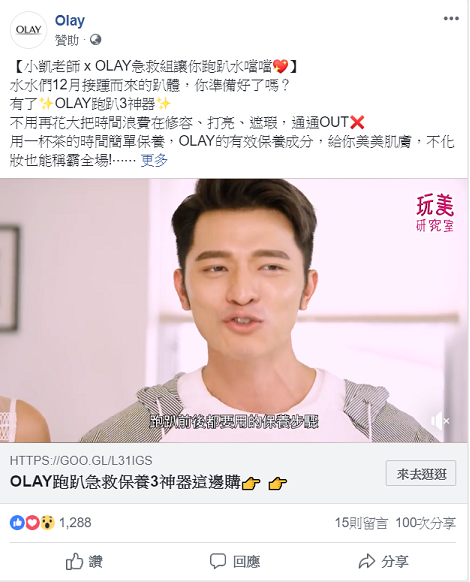 OLAY
Olay
贊助 ·
【小凱老師 x OLAY急救組讓你跑趴水噹噹💖】
水水們12月接踵而來的趴體，你準備好了嗎？
有了✨OLAY跑趴3神器✨
不用再花大把時間浪費在修容、打亮、遮瑕，通通OUT❌
用一杯茶的時間簡單保養，OLAY的有效保養成分，給你美美肌膚，不化
妝也能稱霸全場!⋯⋯ 更多
玩美
研究室
跑趴前後都要用的保養步驟
HTTPS://GOO.GL/L31IGS
OLAY跑趴急救保養3神器這邊購👉 👉
來去逛逛
1,288
15則留言 100次分享
讚
回應
分享